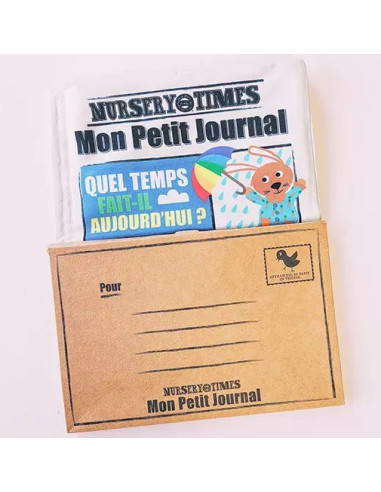 NURSERY TIMES
Mon Petit Journal
QUEL TEMPS
FAIT-IL
AUJOURD'HUI ?
Pour
NURSERY TIMES
Mon Petit Journal